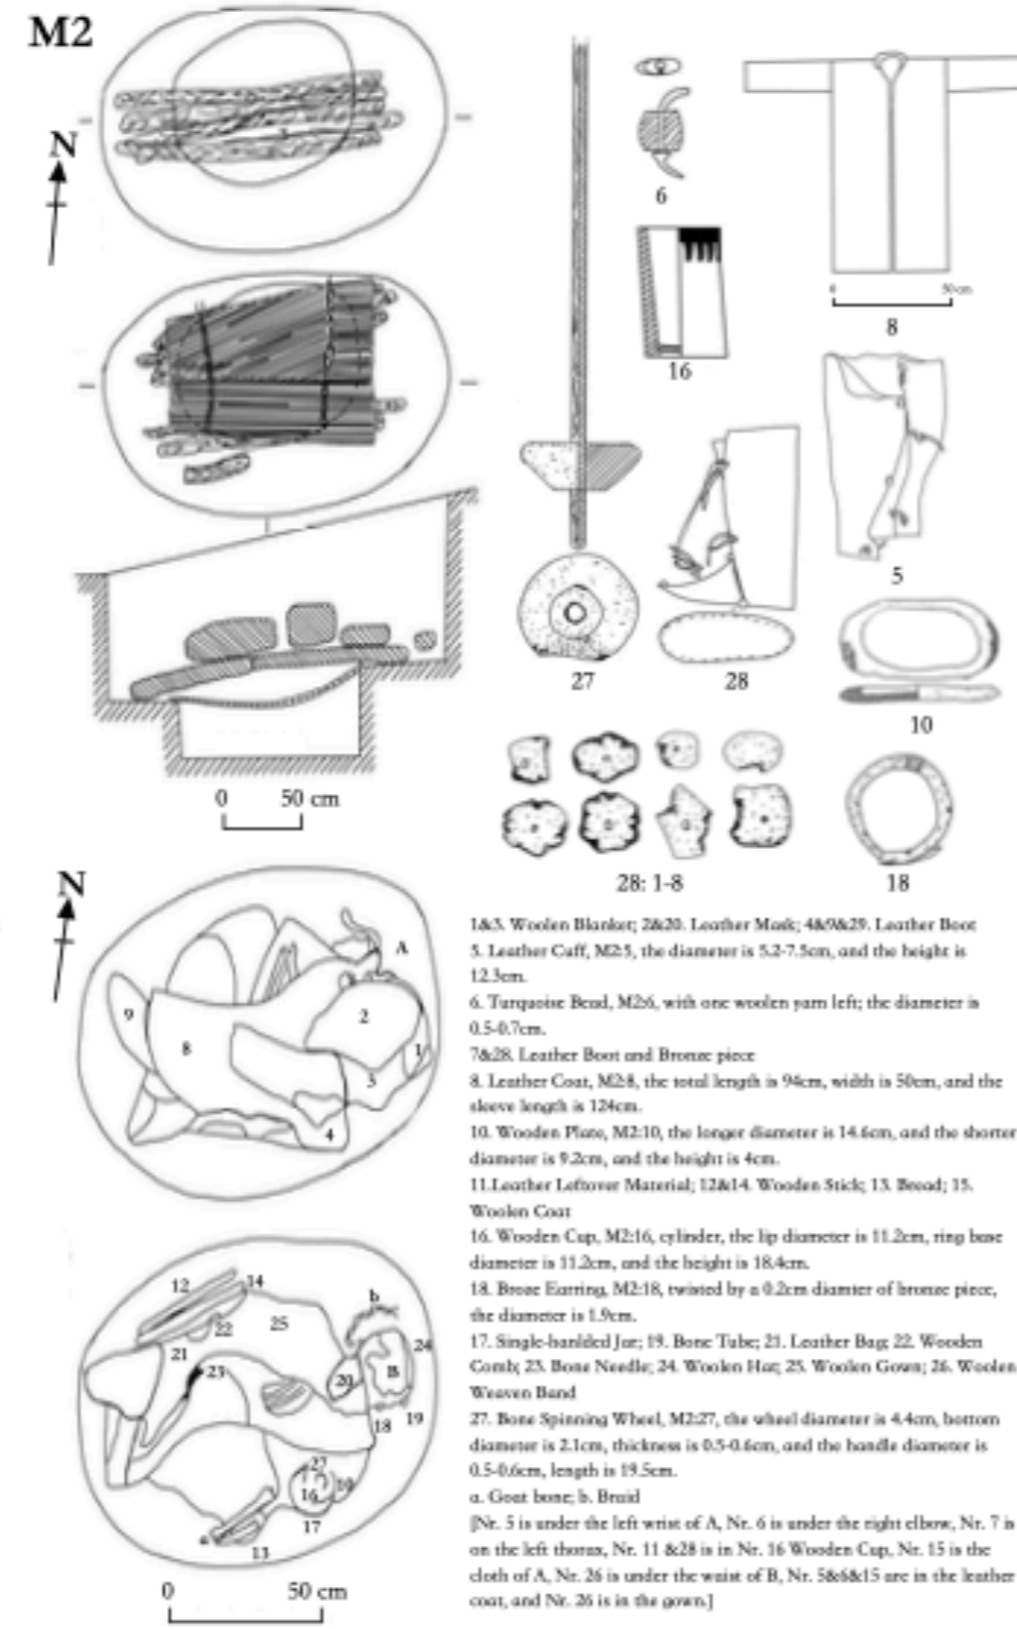 M2
N
6
0 50cm
8
16
5
27
28
10
0 50 cm
28: 1-8
18
N
A
9
2
8
1
3
4
1&3. Woolen Blanket; 2&20. Leather Mask; 4&9&29. Leather Boot
5. Leather Cuff, M2:5, the diameter is 5.2-7.5cm, and the height is
12.3cm.
6. Turquoise Bead, M2:6, with one woolen yarn left; the diameter is
0.5-0.7cm.
7&28. Leather Boot and Bronze piece
8. Leather Coat, M2:8, the total length is 94cm, width is 50cm, and the
sleeve length is 124cm.
10. Wooden Plate, M2:10, the longer diameter is 14.6cm, and the shorter
diameter is 9.2cm, and the height is 4cm.
11.Leather Leftover Material; 12&14. Wooden Stick; 13. Bread; 15.
Woolen Coat
16. Wooden Cup, M2:16, cylinder, the lip diameter is 11.2cm, ring base
diameter is 11.2cm, and the height is 18.4cm.
18. Broze Earring, M2:18, twisted by a 0.2cm diamter of bronze piece,
the diameter is 1.9cm.
17. Single-hanlded Jar; 19. Bone Tube; 21. Leather Bag; 22. Wooden
Comb; 23. Bone Needle; 24. Woolen Hat; 25. Woolen Gown; 26. Woolen
Weaven Band
27. Bone Spinning Wheel, M2:27, the wheel diameter is 4.4cm, bottom
diameter is 2.1cm, thickness is 0.5-0.6cm, and the handle diameter is
0.5-0.6cm, length is 19.5cm.
a. Goat bone; b. Braid
[Nr. 5 is under the left wrist of A, Nr. 6 is under the right elbow, Nr. 7 is
on the left thorax, Nr. 11 &28 is in Nr. 16 Wooden Cup, Nr. 15 is the
cloth of A, Nr. 26 is under the waist of B, Nr. 5&6&15 are in the leather
coat, and Nr. 26 is in the gown.]
12
14
b
22
25
24
21
23
20
B
18
19
27
10
16
17
a
13
0 50 cm